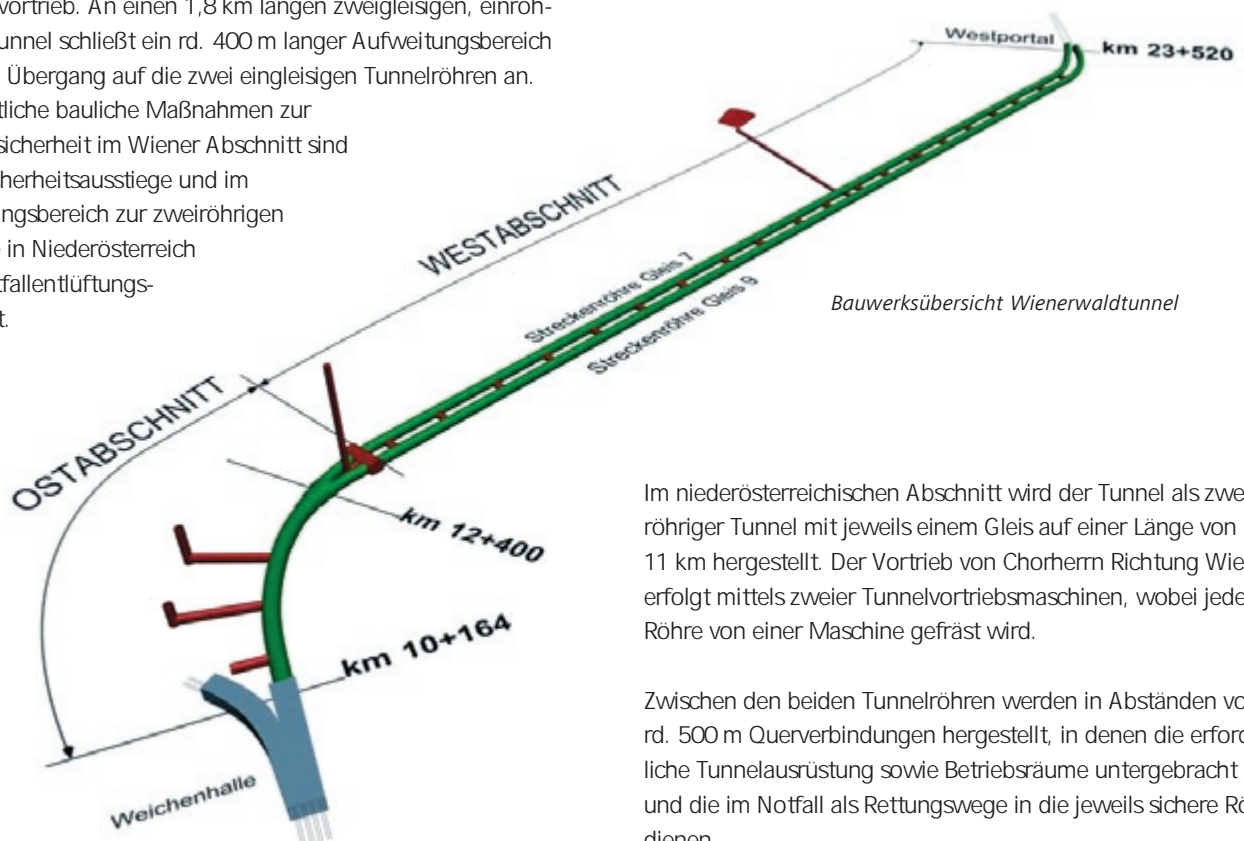 vortrieb. An einen 1,8 km langen zweigleisigen, einröh-
unnel schließt ein rd. 400 m langer Aufweitungsbereich
Übergang auf die zwei eingleisigen Tunnelröhren an.
tliche bauliche Maßnahmen zur
sicherheit im Wiener Abschnitt sind
cherheitsausstiege und im
ngsbereich zur zweiröhrigen
in Niederösterreich
tfallentlüftungs-
t.
Westportal
km 23+520
WESTABSCHNITT
Streckenröhre Gleis 7
Streckenröhre Gleis 9
Bauwerksübersicht Wienerwaldtunnel
OSTABSCHNITT
km 12+400
km 10+164
Weichenhalle
Im niederösterreichischen Abschnitt wird der Tunnel als zwe
röhriger Tunnel mit jeweils einem Gleis auf einer Länge von
11 km hergestellt. Der Vortrieb von Chorherrn Richtung Wie
erfolgt mittels zweier Tunnelvortriebsmaschinen, wobei jede
Röhre von einer Maschine gefräst wird.
Zwischen den beiden Tunnelröhren werden in Abständen vo
rd. 500 m Querverbindungen hergestellt, in denen die erford
liche Tunnelausrüstung sowie Betriebsräume untergebracht
und die im Notfall als Rettungswege in die jeweils sichere Rö
dienen